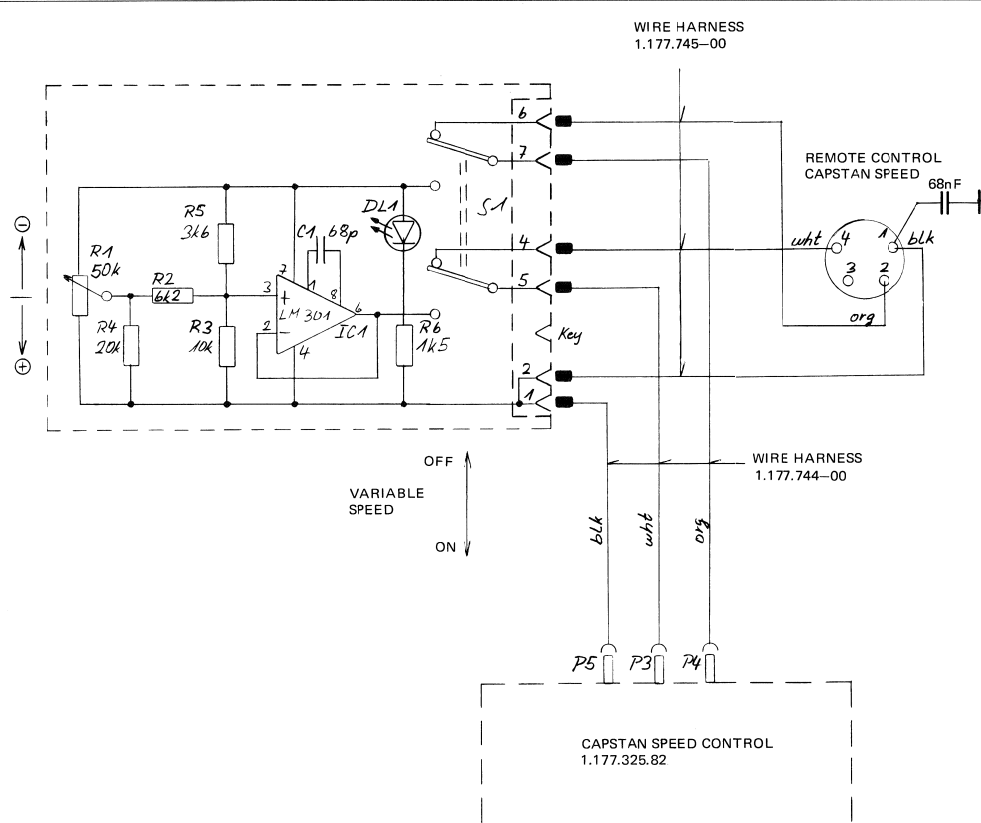 WIRE HARNESS
1.177.745-00
REMOTE CONTROL
CAPSTAN SPEED
68nF
6
7
S1
4
5
Key
2
1
wht
4
1
blk
3
2
org
R1
50k
R2
6k2
R4
20k
R5
3k6
R3
10k
C1
68p
7
1
8
3
+
2
-
LM 301
6
IC1
4
DL1
R6
1k5
-
+
OFF
VARIABLE
SPEED
ON
WIRE HARNESS
1.177.744-00
blk
wht
org
P5
P3
P4
CAPSTAN SPEED CONTROL
1.177.325.82